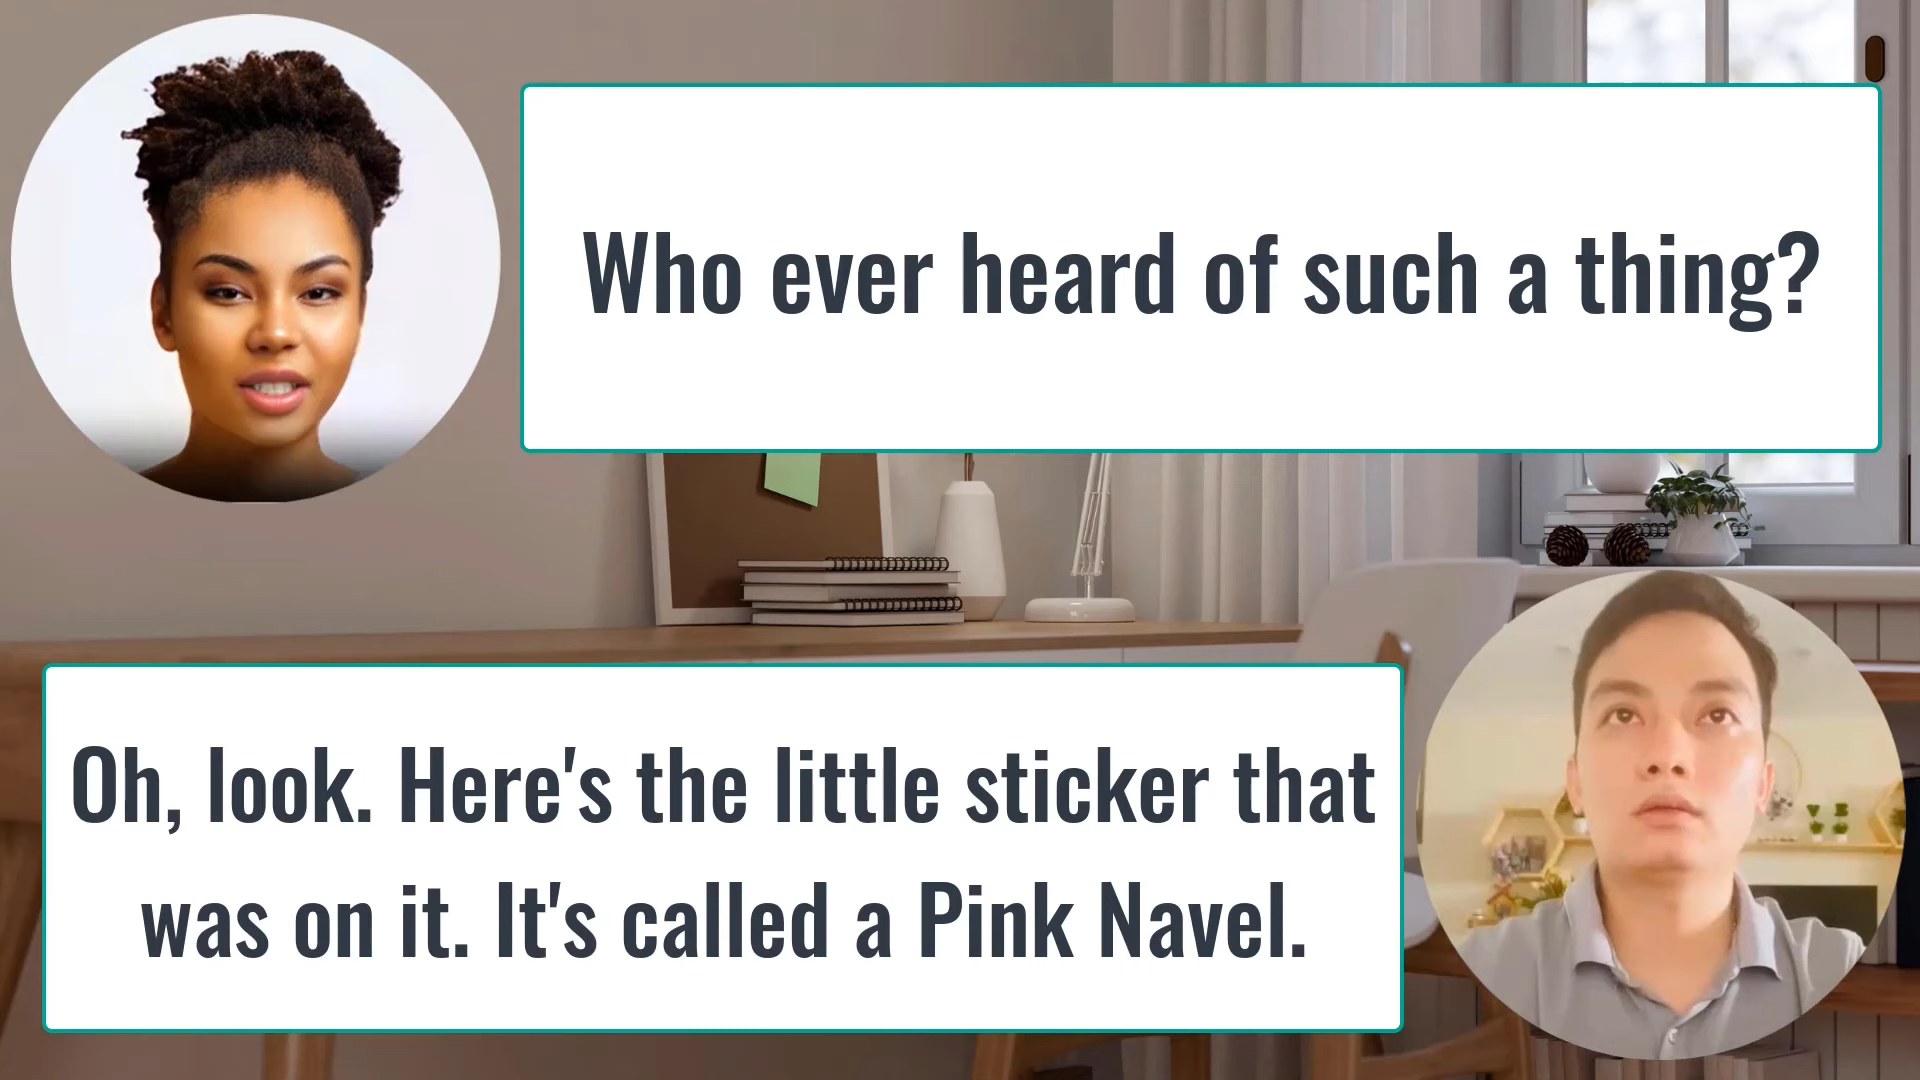 Who ever heard of such a thing?
Oh, look. Here's the little sticker that
was on it. It's called a Pink Navel.